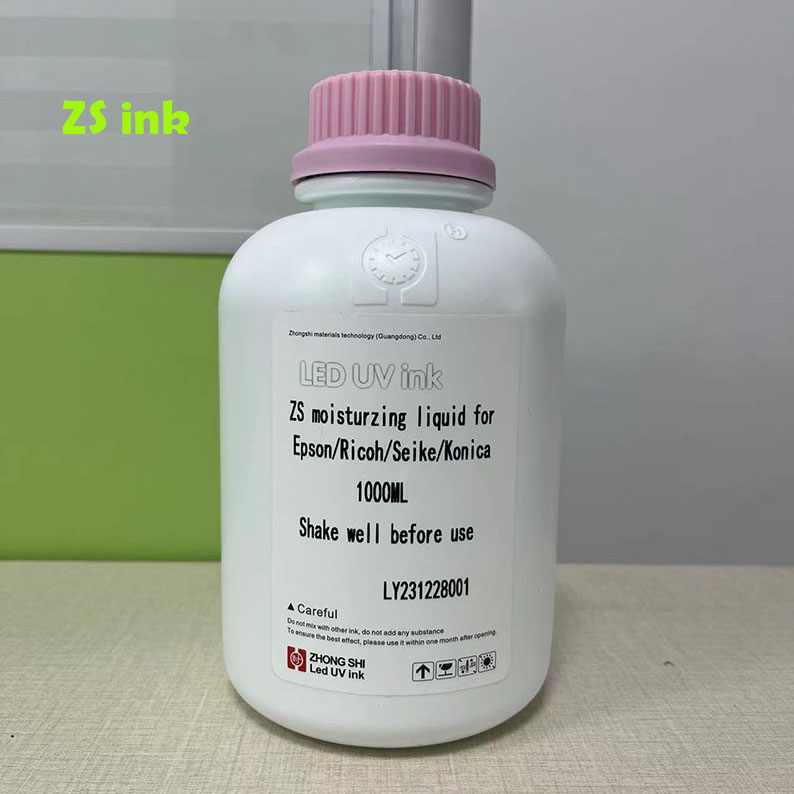 ZS ink
Zhongshi materials technology (Guangdong) Co., Ltd
LED UV ink
ZS moisturzing liquid for
Epson/Ricoh/Seike/Konica
1000ML
Shake well before use
LY231228001
▲ Careful
Do not mix with other ink, do not add any substance
To ensure the best effect, please use it within one month after opening.
ZHONG SHI
Led UV ink